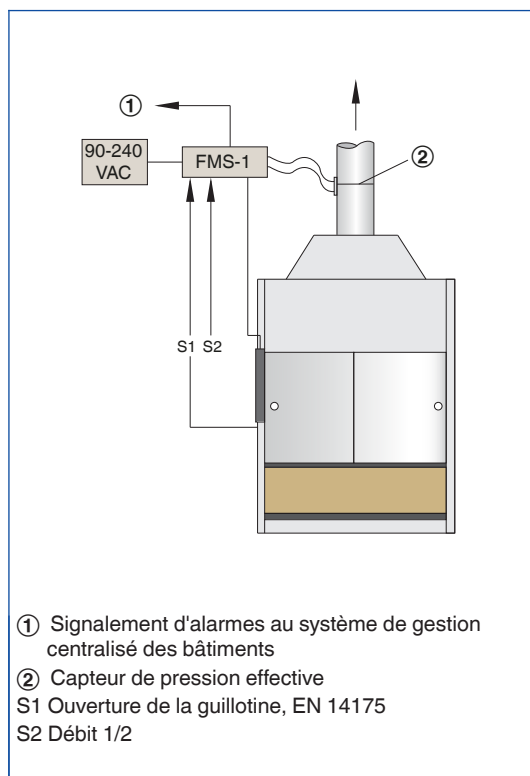 ①
90-240
VAC
FMS-1
②
S1 S2
① Signalement d'alarmes au système de gestion
centralisé des bâtiments
② Capteur de pression effective
S1 Ouverture de la guillotine, EN 14175
S2 Débit 1/2